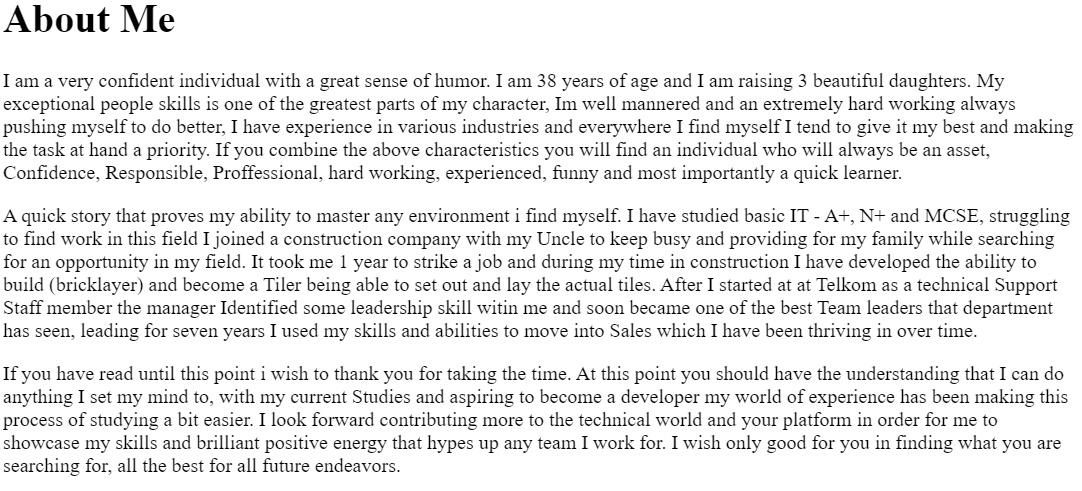 About Me
I am a very confident individual with a great sense of humor. I am 38 years of age and I am raising 3 beautiful daughters. My
exceptional people skills is one of the greatest parts of my character, Im well mannered and an extremely hard working always
pushing myself to do better, I have experience in various industries and everywhere I find myself I tend to give it my best and making
the task at hand a priority. If you combine the above characteristics you will find an individual who will always be an asset,
Confidence, Responsible, Proffessional, hard working, experienced, funny and most importantly a quick learner.
A quick story that proves my ability to master any environment i find myself. I have studied basic IT - A+, N+ and MCSE, struggling
to find work in this field I joined a construction company with my Uncle to keep busy and providing for my family while searching
for an opportunity in my field. It took me 1 year to strike a job and during my time in construction I have developed the ability to
build (bricklayer) and become a Tiler being able to set out and lay the actual tiles. After I started at at Telkom as a technical Support
Staff member the manager Identified some leadership skill witin me and soon became one of the best Team leaders that department
has seen, leading for seven years I used my skills and abilities to move into Sales which I have been thriving in over time.
If you have read until this point i wish to thank you for taking the time. At this point you should have the understanding that I can do
anything I set my mind to, with my current Studies and aspiring to become a developer my world of experience has been making this
process of studying a bit easier. I look forward contributing more to the technical world and your platform in order for me to
showcase my skills and brilliant positive energy that hypes up any team I work for. I wish only good for you in finding what you are
searching for, all the best for all future endeavors.